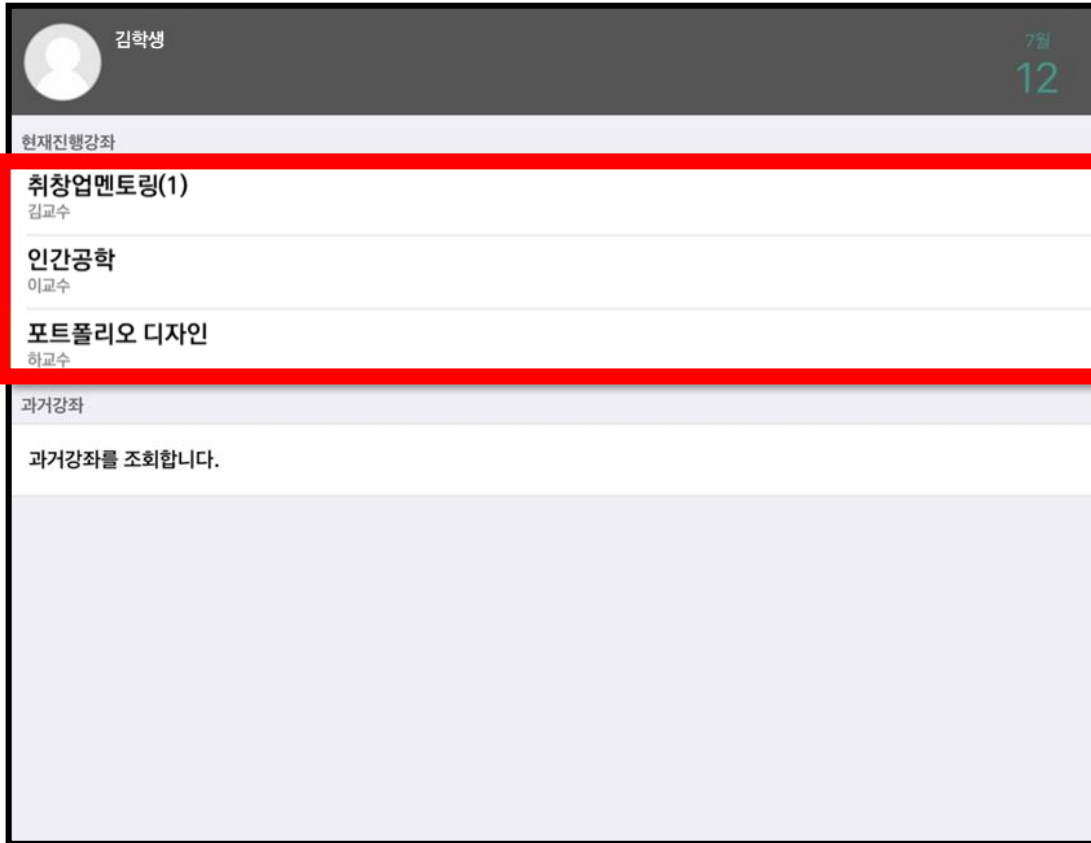 김학생
7월
12
현재진행강좌
취창업멘토링(1)
김교수
인간공학
이교수
포트폴리오 디자인
하교수
과거강좌
과거강좌를 조회합니다.